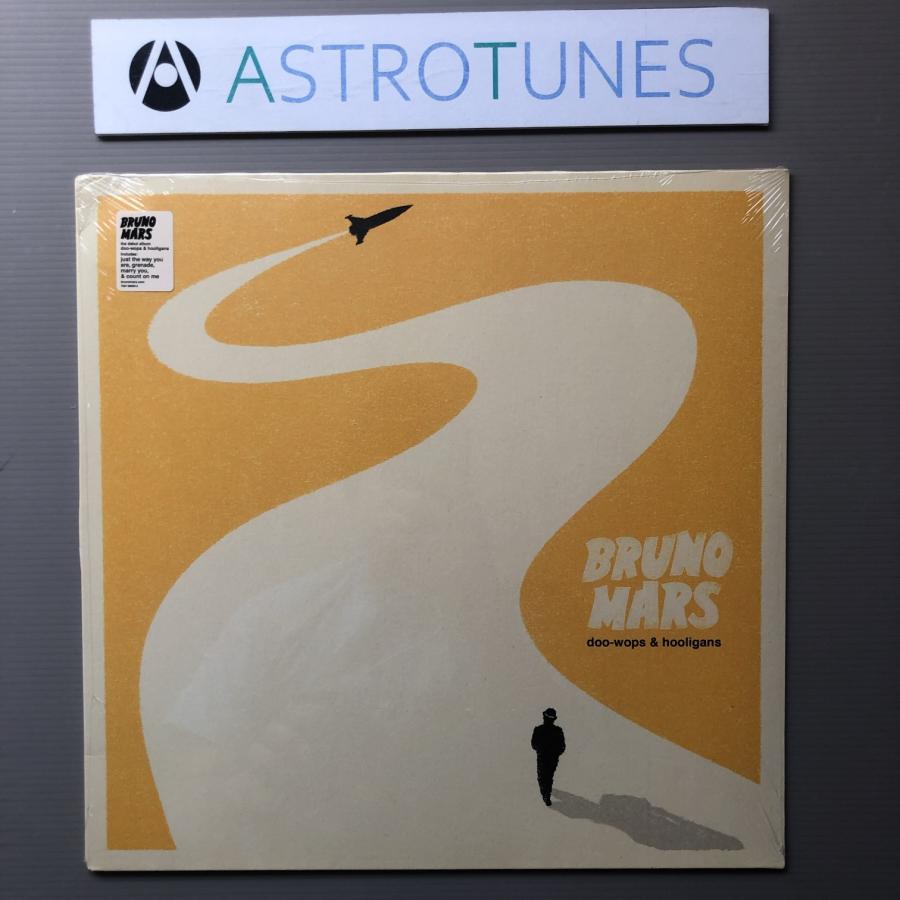 ASTROTUNES
BRUNO
MARS
the debut album
doo-wops & hooligans
includes:
just the way you
are, grenade,
marry you,
& count on me
BRUNO
MARS
doo-wops & hooligans